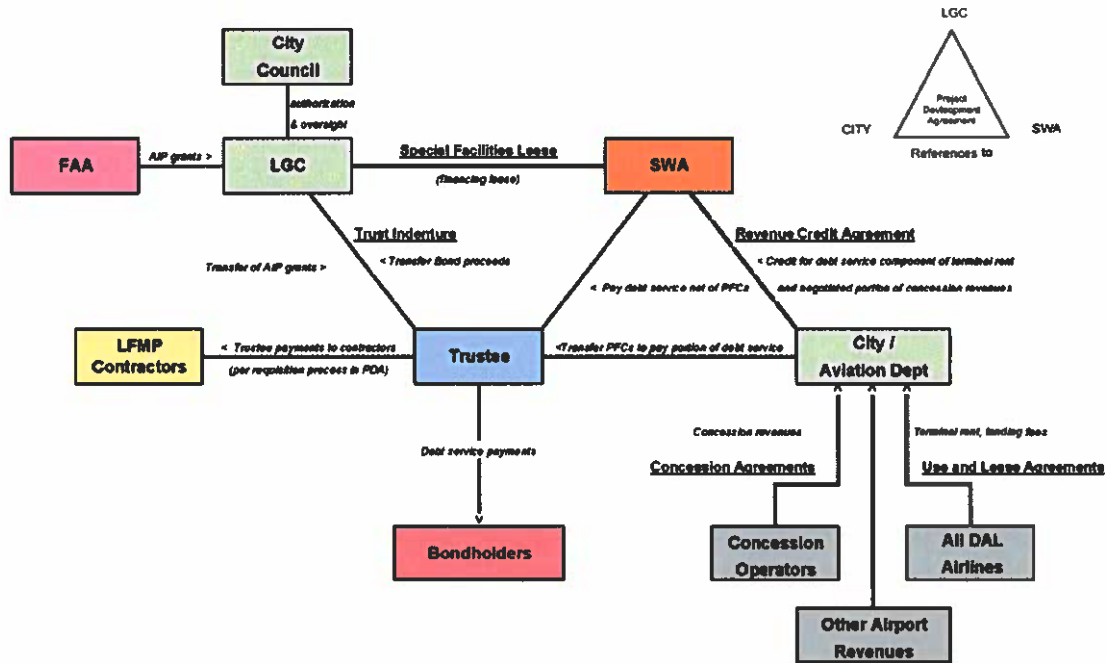 City
Council
LGC
authorization
& oversight
Project
Development
Agreement
CITY
SWA
References to
FAA
AIP grants >
LGC
Special Facilities Lease
(financing lease)
SWA
Trust Indenture
< Transfer Bond proceeds
Transfer of AIP grants >
Revenue Credit Agreement
< Credit for debt service component of terminal rent
and negotiated portion of concession revenues
< Pay debt service net of PFCs
LFMP
Contractors
< Trustee payments to contractors
(per requisition process in PDA)
Trustee
<Transfer PFCs to pay portion of debt service
City /
Aviation Dept
Concession revenues
Terminal rent, landing fees
Debt service payments
Concession Agreements
Use and Lease Agreements
Bondholders
Concession
Operators
All DAL
Airlines
Other Airport
Revenues